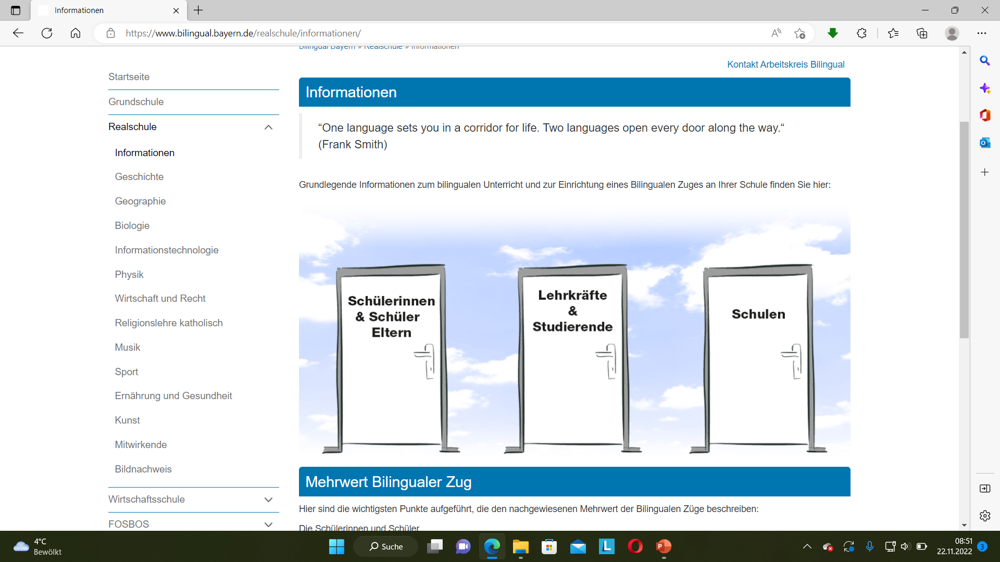 Informationen
https://www.bilingual.bayern.de/realschule/informationen/
Bilingual Bayern » Realschule » Informationen
Kontakt Arbeitskreis Bilingual
Startseite
Grundschule
Realschule
Informationen
Geschichte
Geographie
Biologie
Informationstechnologie
Physik
Wirtschaft und Recht
Religionslehre katholisch
Musik
Sport
Ernährung und Gesundheit
Kunst
Mitwirkende
Bildnachweis
Wirtschaftsschule
FOSBOS
Informationen
“One language sets you in a corridor for life. Two languages open every door along the way.“
(Frank Smith)
Grundlegende Informationen zum bilingualen Unterricht und zur Einrichtung eines Bilingualen Zuges an Ihrer Schule finden Sie hier:
Schülerinnen
& Schüler
Eltern
Lehrkräfte
&
Studierende
Schulen
Mehrwert Bilingualer Zug
Hier sind die wichtigsten Punkte aufgeführt, die den nachgewiesenen Mehrwert der Bilingualen Züge beschreiben:
Die Schülerinnen und Schüler
4°C
Bewölkt
Suche
08:51
22.11.2022
3